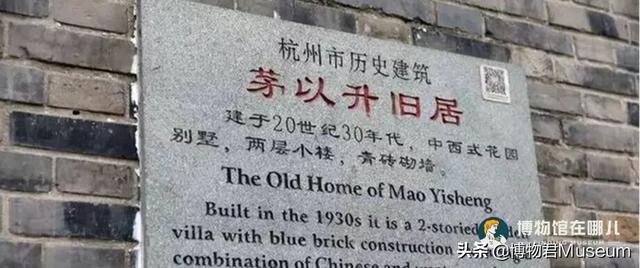 杭州市历史建筑
茅以升旧居
建于20世纪30年代，中西式花园
别墅，两层小楼，青砖砌墙。
The Old Home of Mao Yisheng
Built in the 1930s it is a 2-storied
villa with blue brick construction
combination of Chinese and
博物馆在哪儿
头条 @博物君Museum